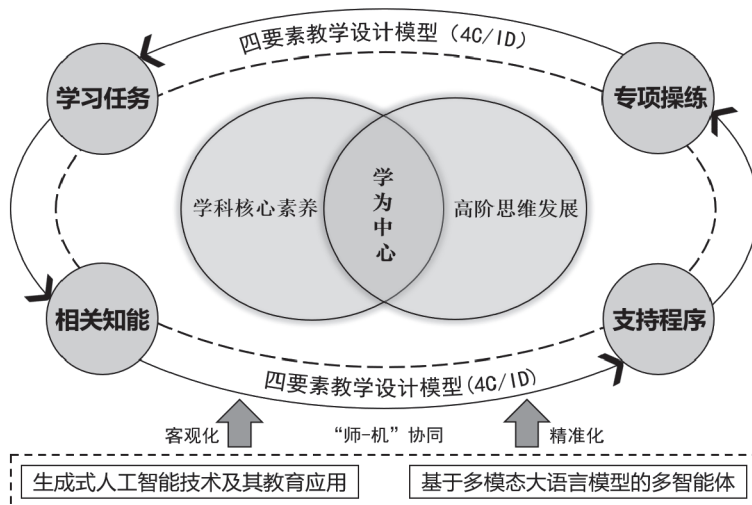 四要素教学设计模型（4C/ID）
学习任务
专项操练
学科核心素养
学为中心
高阶思维发展
相关知能
支持程序
四要素教学设计模型(4C/ID)
客观化
“师-机”协同
精准化
生成式人工智能技术及其教育应用
基于多模态大语言模型的多智能体